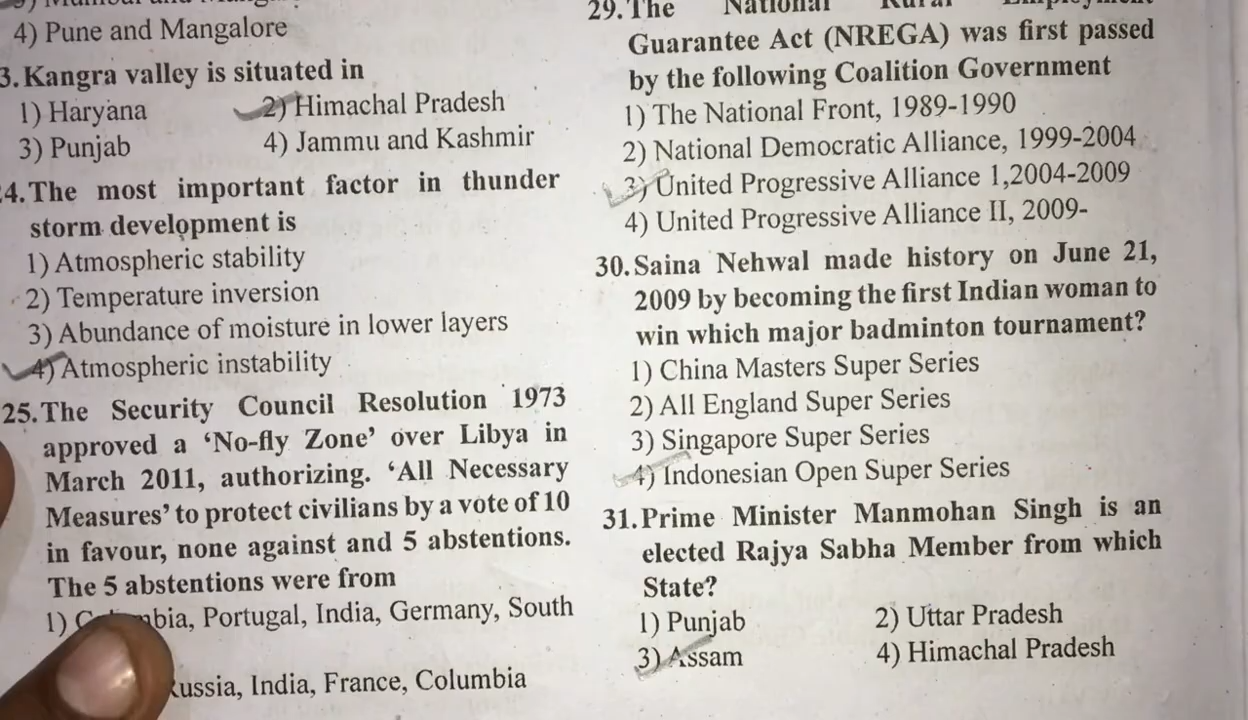 4) Pune and Mangalore
3. Kangra valley is situated in
1) Haryana 2) Himachal Pradesh
3) Punjab 4) Jammu and Kashmir
4. The most important factor in thunder
storm development is
1) Atmospheric stability
2) Temperature inversion
3) Abundance of moisture in lower layers
4) Atmospheric instability
25. The Security Council Resolution 1973
approved a ‘No-fly Zone’ over Libya in
March 2011, authorizing. ‘All Necessary
Measures’ to protect civilians by a vote of 10
in favour, none against and 5 abstentions.
The 5 abstentions were from
1) Portugal, India, Germany, South
Russia, India, France, Columbia
29. The National Rural Employment
Guarantee Act (NREGA) was first passed
by the following Coalition Government
1) The National Front, 1989-1990
2) National Democratic Alliance, 1999-2004
3) United Progressive Alliance 1,2004-2009
4) United Progressive Alliance II, 2009-
30. Saina Nehwal made history on June 21,
2009 by becoming the first Indian woman to
win which major badminton tournament?
1) China Masters Super Series
2) All England Super Series
3) Singapore Super Series
4) Indonesian Open Super Series
31. Prime Minister Manmohan Singh is an
elected Rajya Sabha Member from which
State?
1) Punjab 2) Uttar Pradesh
3) Assam 4) Himachal Pradesh